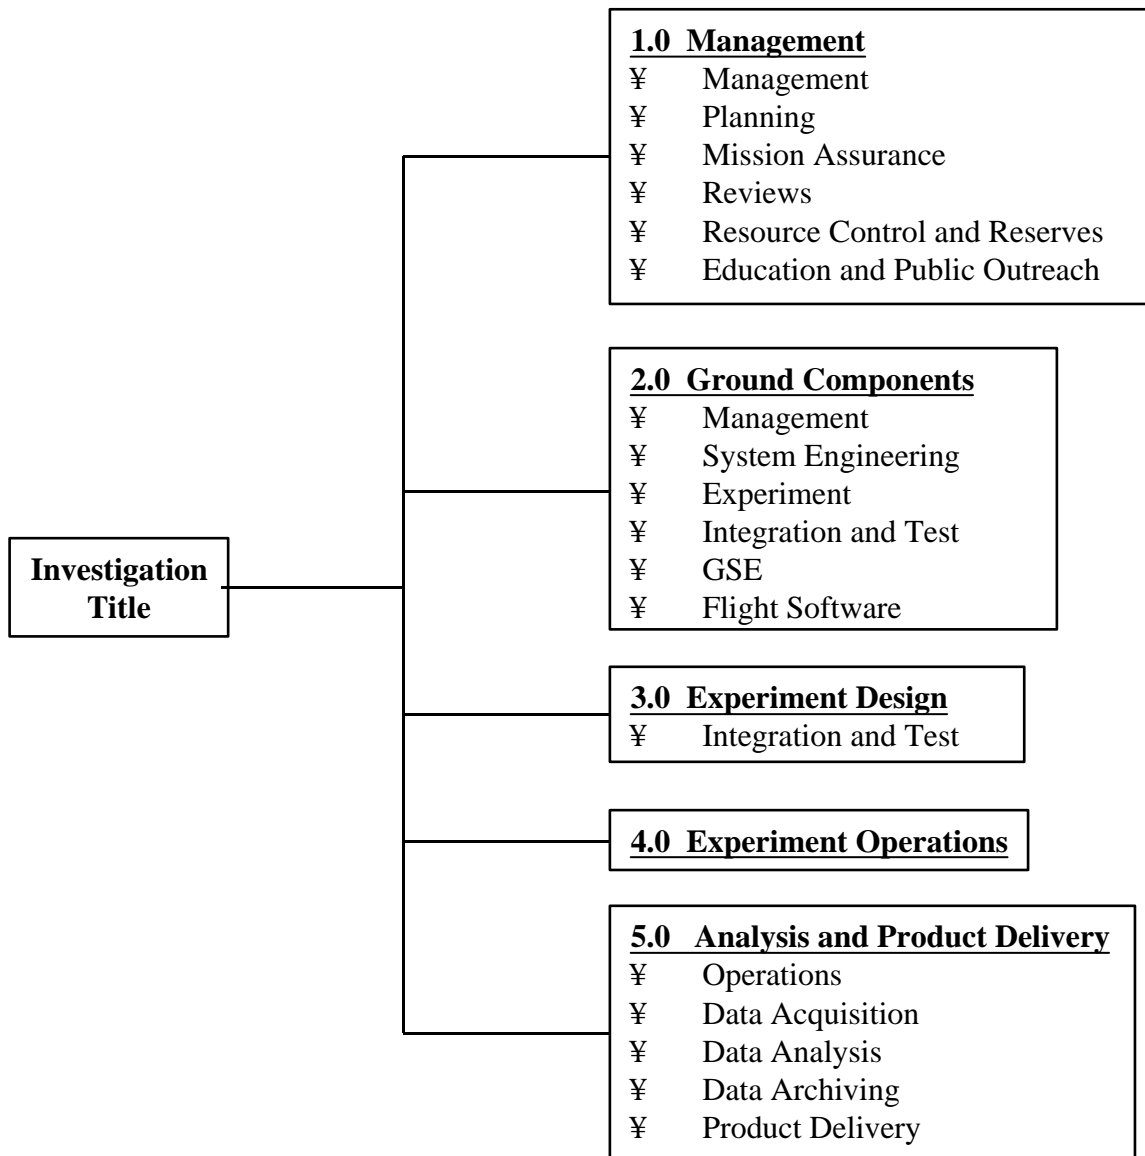 1.0 Management
¥ Management
¥ Planning
¥ Mission Assurance
¥ Reviews
¥ Resource Control and Reserves
¥ Education and Public Outreach
2.0 Ground Components
¥ Management
¥ System Engineering
¥ Experiment
¥ Integration and Test
¥ GSE
¥ Flight Software
Investigation
Title
3.0 Experiment Design
¥ Integration and Test
4.0 Experiment Operations
5.0 Analysis and Product Delivery
¥ Operations
¥ Data Acquisition
¥ Data Analysis
¥ Data Archiving
¥ Product Delivery